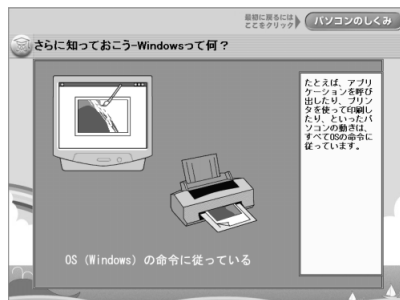 最初に戻るには
ここをクリック
パソコンのしくみ
さらに知っておこう-Windowsって何？
たとえば、アプリ
ケーションを呼び
出したり、プリン
タを使って印刷し
たり、といったパ
ソコンの動きは、
すべてOSの命令に
従っています。
OS（Windows）の命令に従っている